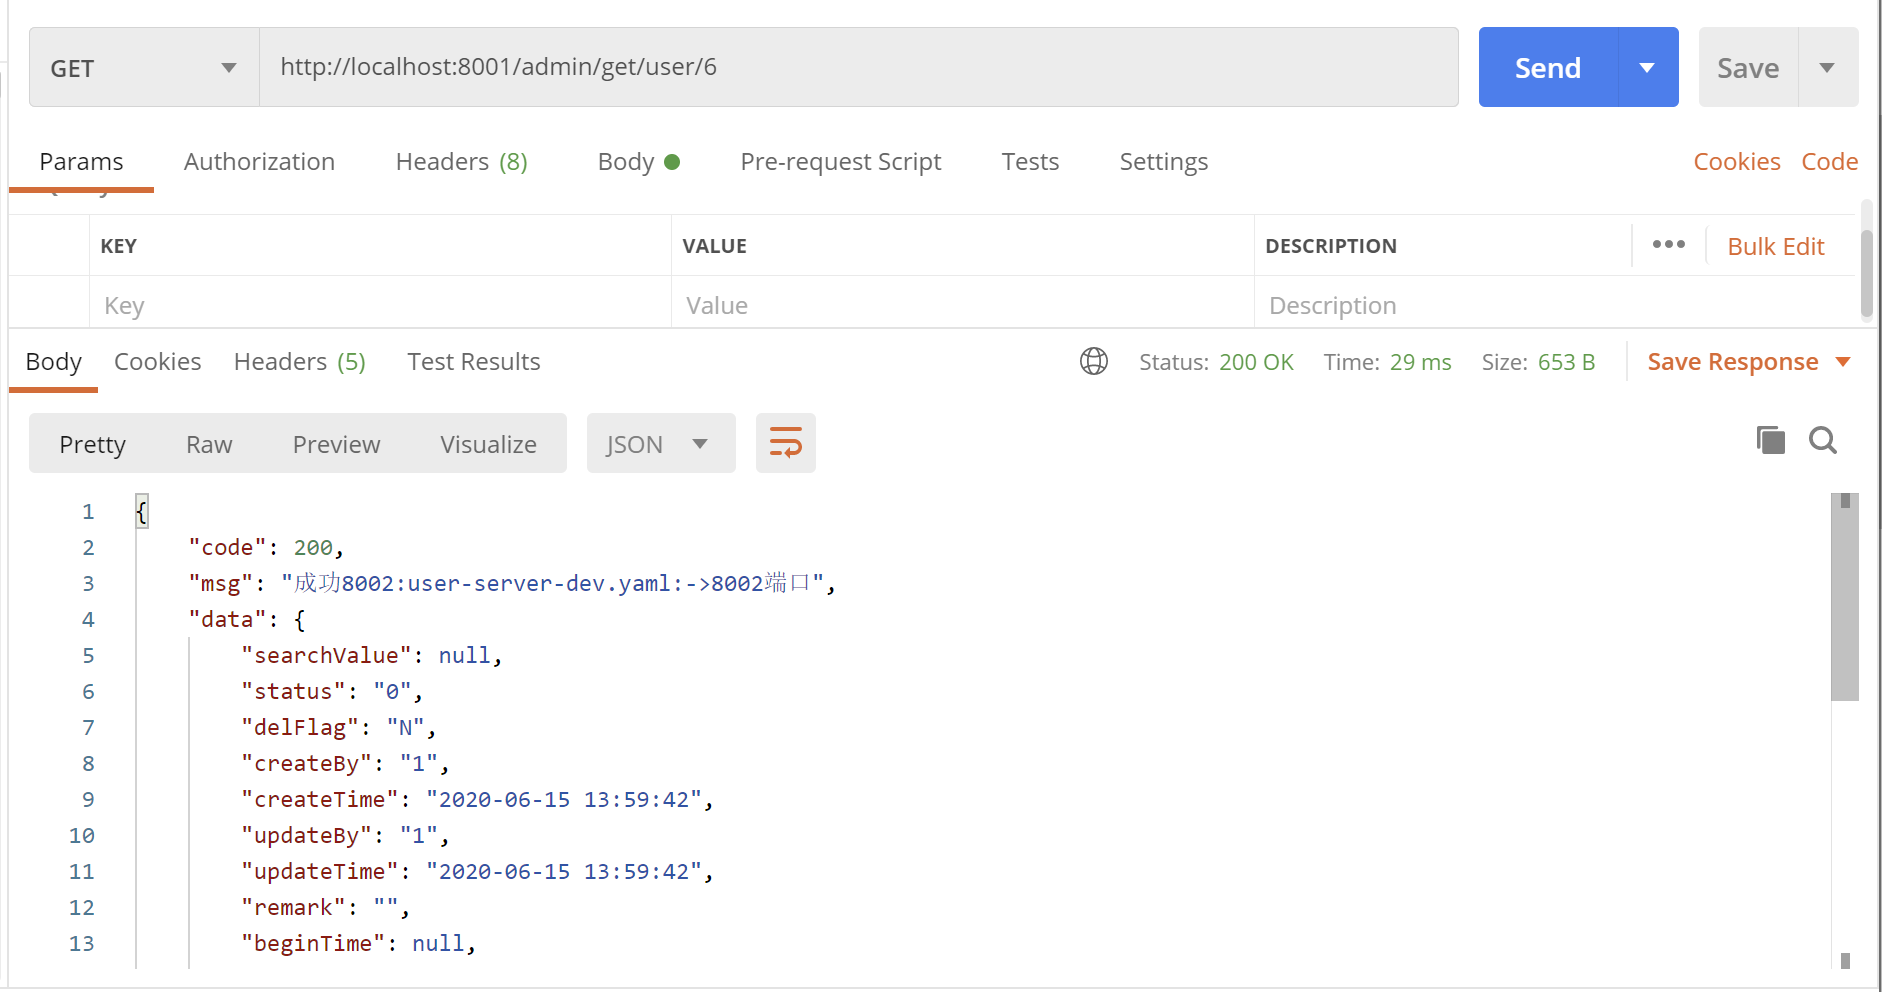 GET http://localhost:8001/admin/get/user/6 Send Save
Params Authorization Headers (8) Body Pre-request Script Tests Settings Cookies Code
KEY VALUE DESCRIPTION ••• Bulk Edit
Key Value Description
Body Cookies Headers (5) Test Results Status: 200 OK Time: 29 ms Size: 653 B Save Response
Pretty Raw Preview Visualize JSON
1 {
2 "code": 200,
3 "msg": "成功8002:user-server-dev.yaml:->8002端口",
4 "data": {
5 "searchValue": null,
6 "status": "0",
7 "delFlag": "N",
8 "createBy": "1",
9 "createTime": "2020-06-15 13:59:42",
10 "updateBy": "1",
11 "updateTime": "2020-06-15 13:59:42",
12 "remark": "",
13 "beginTime": null,